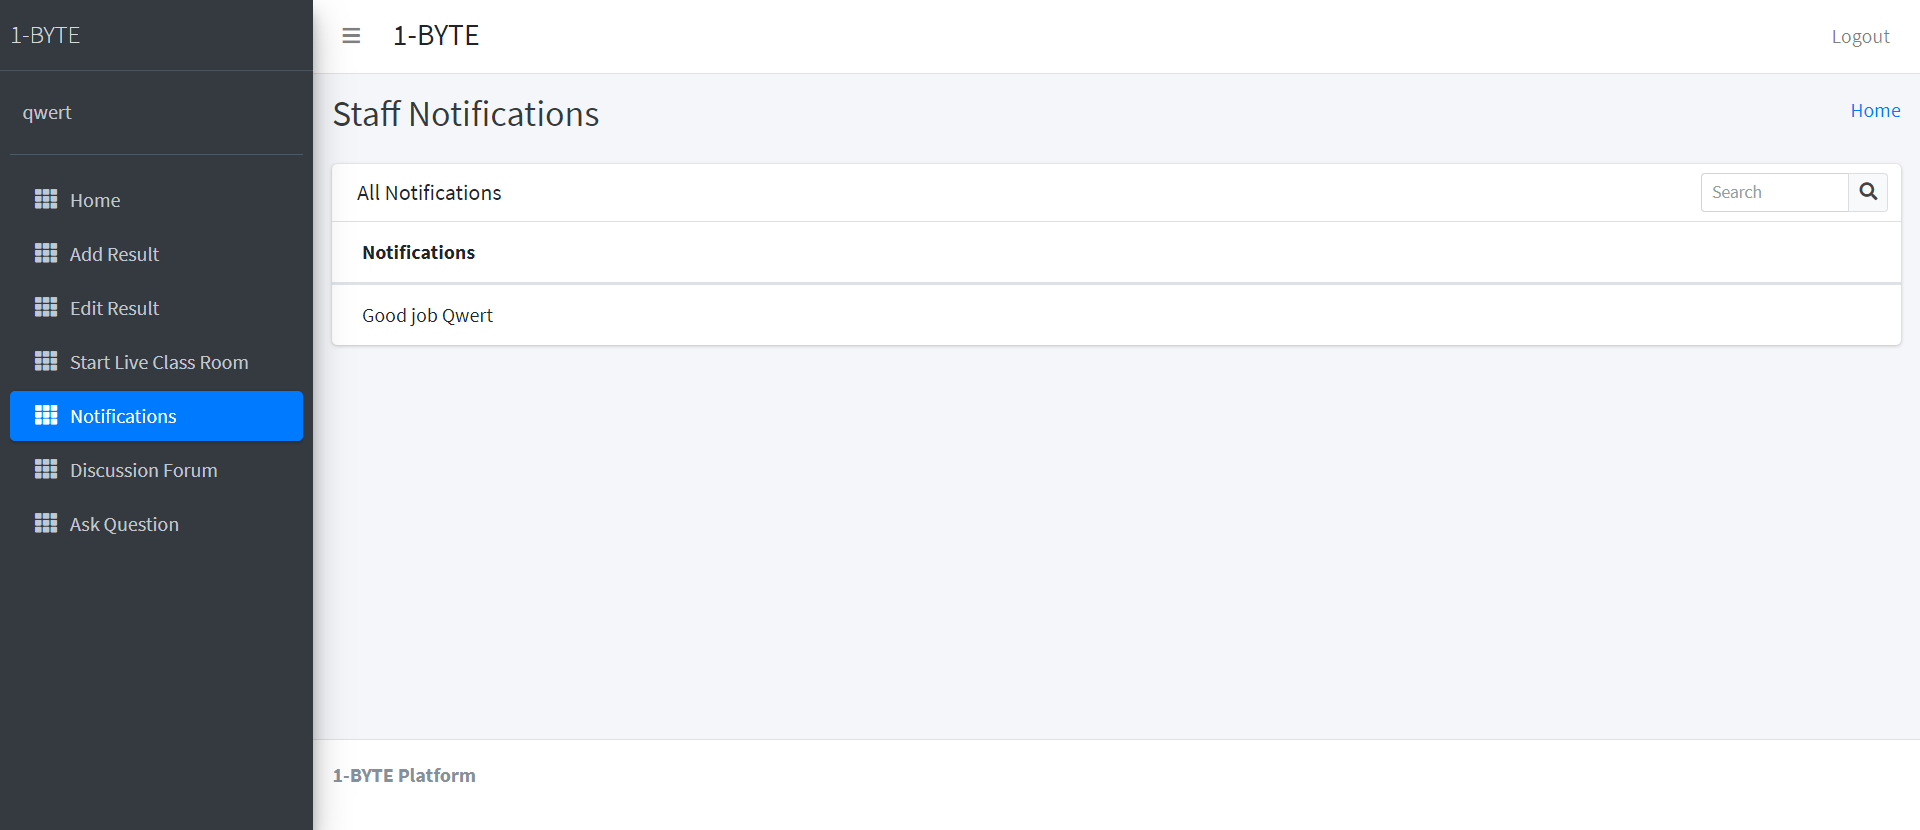 1-BYTE
qwert
Home
Add Result
Edit Result
Start Live Class Room
Notifications
Discussion Forum
Ask Question
1-BYTE
Logout
Staff Notifications
Home
All Notifications
Search
Notifications
Good job Qwert
1-BYTE Platform